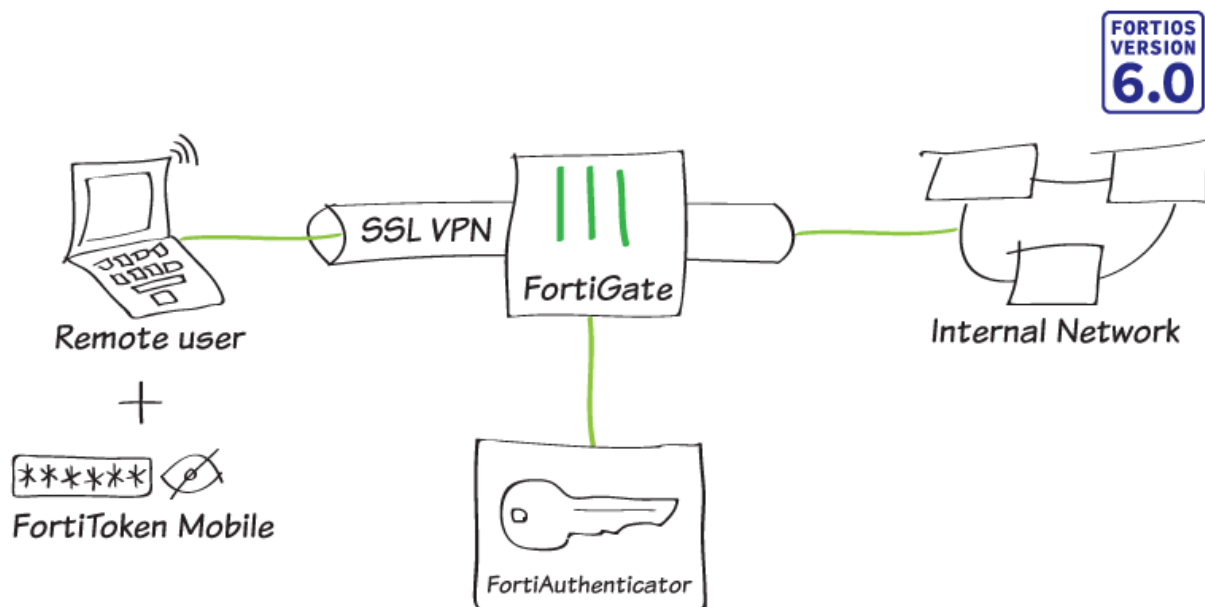 FORTIOS
VERSION
6.0
SSL VPN
FortiGate
Remote user
Internal Network
+
******
FortiToken Mobile
FortiAuthenticator